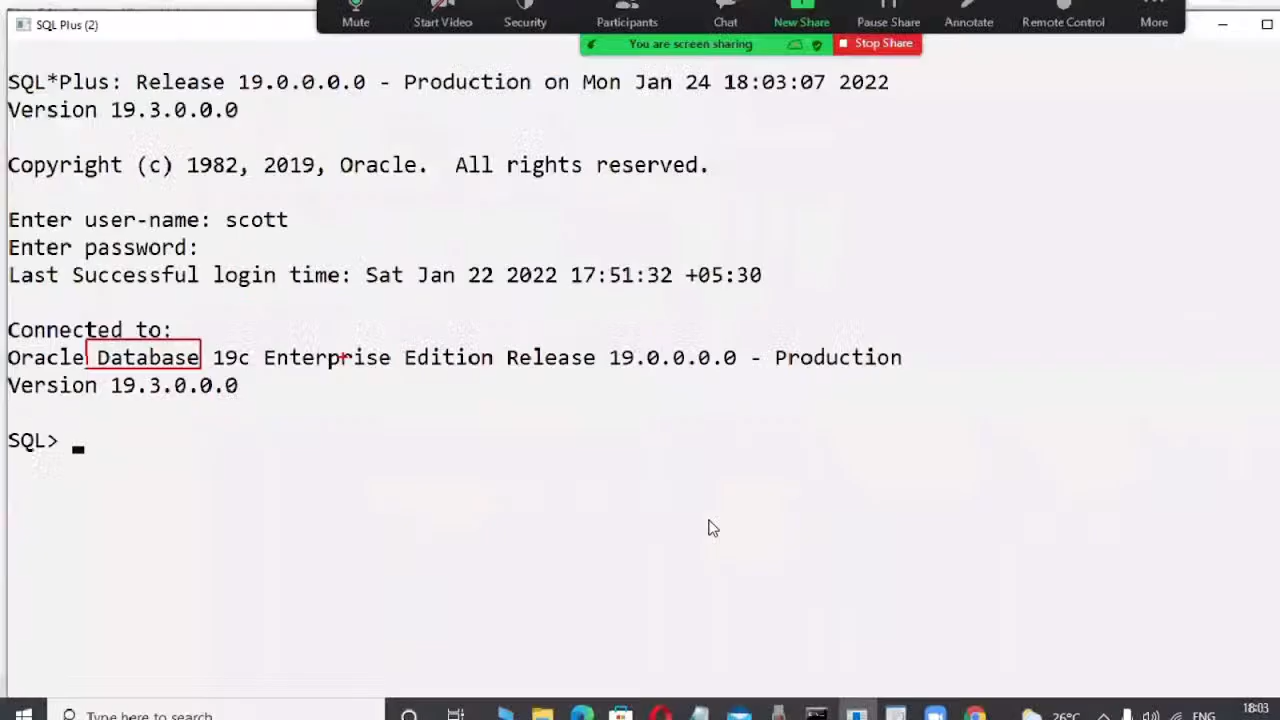 SQL Plus (2)
Mute Start Video Security Participants Chat New Share Pause Share Annotate Remote Control More
You are screen sharing Stop Share
SQL*Plus: Release 19.0.0.0.0 - Production on Mon Jan 24 18:03:07 2022
Version 19.3.0.0.0
Copyright (c) 1982, 2019, Oracle.  All rights reserved.
Enter user-name: scott
Enter password:
Last Successful login time: Sat Jan 22 2022 17:51:32 +05:30
Connected to:
Oracle Database 19c Enterprise Edition Release 19.0.0.0.0 - Production
Version 19.3.0.0.0
SQL>
Type here to search
26°C ENG 18:03